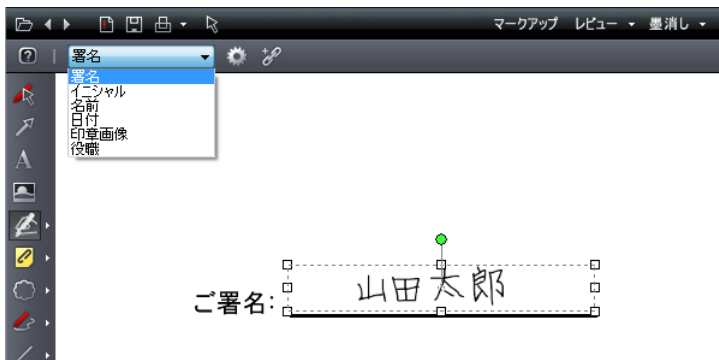 マークアップ レビュー 墨消し
署名
署名
イニシャル
名前
日付
印章画像
役職
A
ご署名: 山田太郎